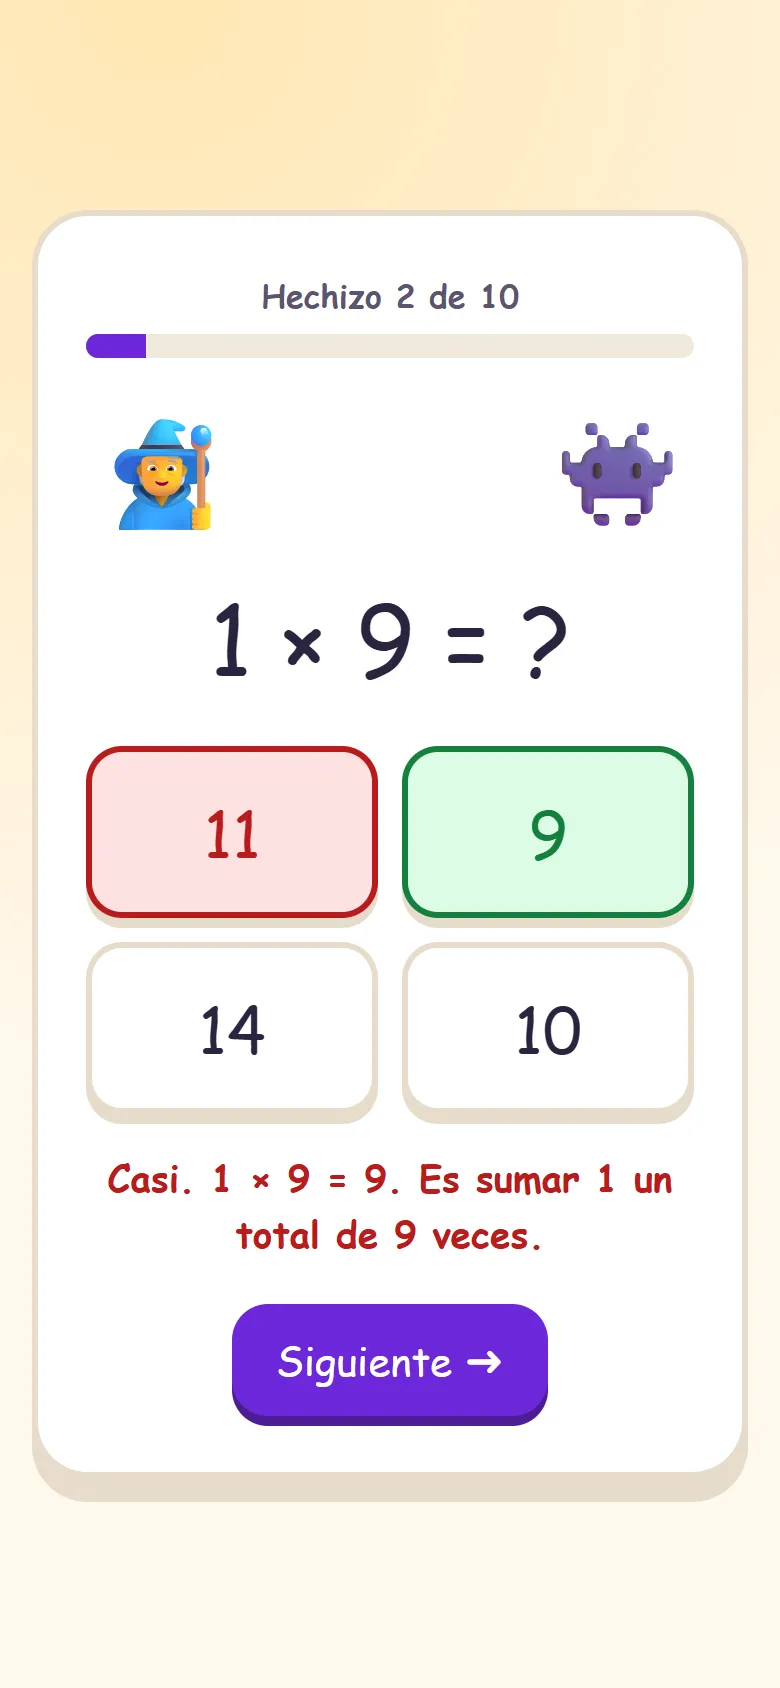 Hechizo 2 de 10
1 × 9 = ?
11
9
14
10
Casi. 1 × 9 = 9. Es sumar 1 un
total de 9 veces.
Siguiente →